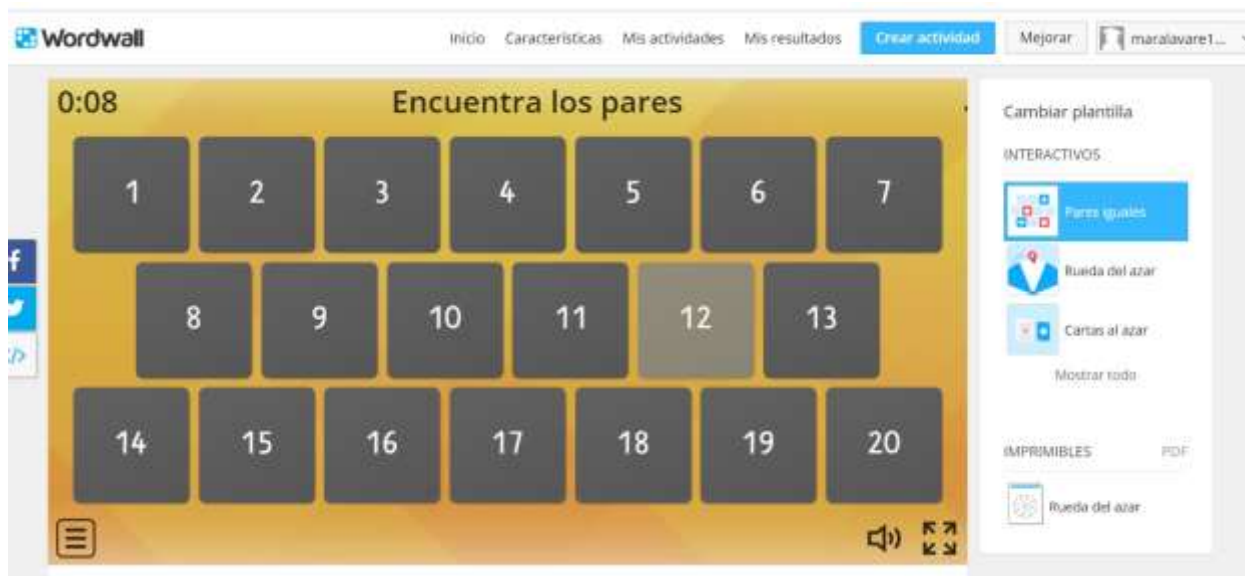 Wordwall
Inicio Características Mis actividades Mis resultados Crear actividad Mejorar maralavare1...
0:08 Encuentra los pares
1 2 3 4 5 6 7
8 9 10 11 12 13
14 15 16 17 18 19 20
f
</>
Cambiar plantilla
INTERACTIVOS
Pares iguales
Rueda del azar
Cartas al azar
Mostrar todo
IMPRIMIBLES PDF
Rueda del azar